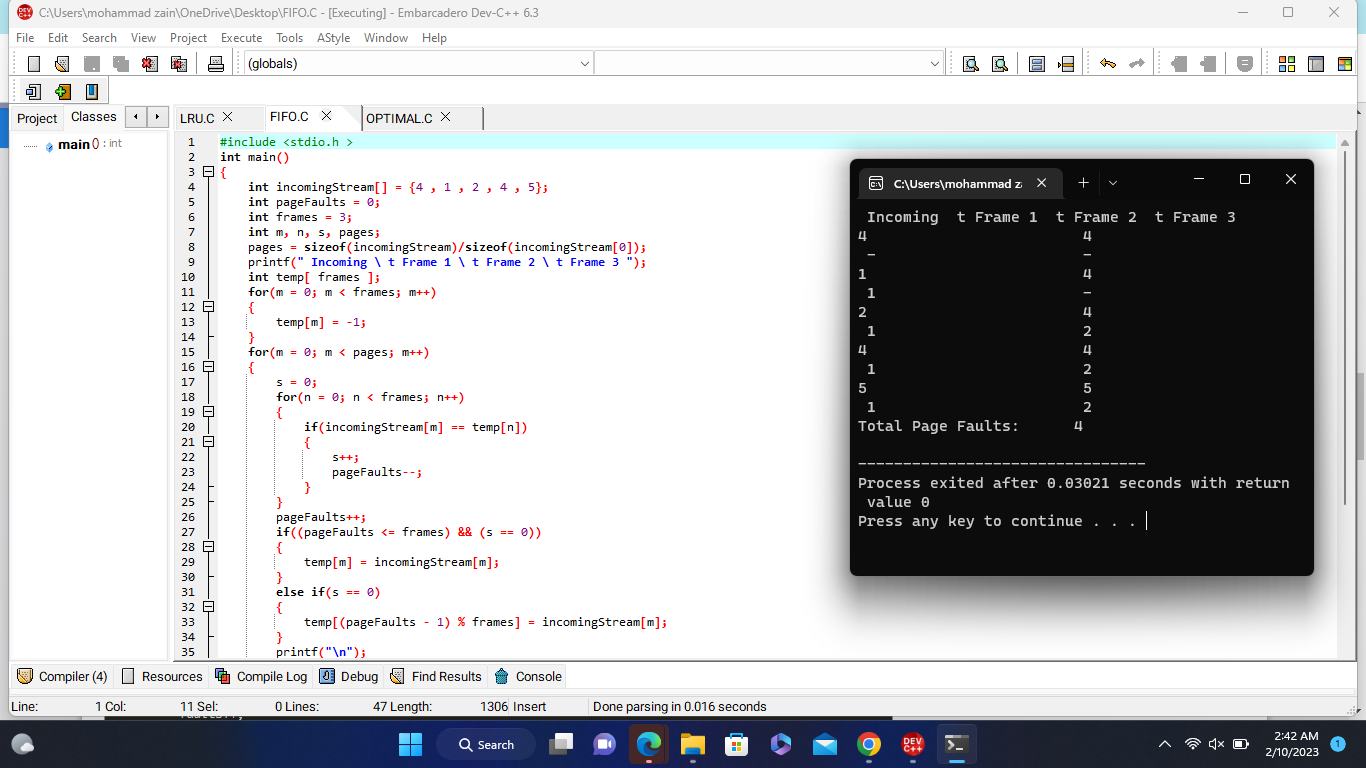 C:\Users\mohammad zain\OneDrive\Desktop\FIFO.C - [Executing] - Embarcadero Dev-C++ 6.3
File Edit Search View Project Execute Tools AStyle Window Help
(globals)
Project Classes
main() : int
LRU.C FIFO.C OPTIMAL.C
1 #include <stdio.h >
2 int main()
3 {
4 int incomingStream[] = {4 , 1 , 2 , 4 , 5};
5 int pageFaults = 0;
6 int frames = 3;
7 int m, n, s, pages;
8 pages = sizeof(incomingStream)/sizeof(incomingStream[0]);
9 printf(" Incoming \ t Frame 1 \ t Frame 2 \ t Frame 3 ");
10 int temp[ frames ];
11 for(m = 0; m < frames; m++)
12 {
13 temp[m] = -1;
14 }
15 for(m = 0; m < pages; m++)
16 {
17 s = 0;
18 for(n = 0; n < frames; n++)
19 {
20 if(incomingStream[m] == temp[n])
21 {
22 s++;
23 pageFaults--;
24 }
25 }
26 pageFaults++;
27 if((pageFaults <= frames) && (s == 0))
28 {
29 temp[m] = incomingStream[m];
30 }
31 else if(s == 0)
32 {
33 temp[(pageFaults - 1) % frames] = incomingStream[m];
34 }
35 printf("\n");
C:\Users\mohammad za
Incoming t Frame 1 t Frame 2 t Frame 3
4 4
- -
1 4
1 -
2 4
1 2
4 4
1 2
5 5
1 2
Total Page Faults: 4
--------------------------------
Process exited after 0.03021 seconds with return
value 0
Press any key to continue . . .
Compiler (4) Resources Compile Log Debug Find Results Console
Line: 1 Col: 11 Sel: 0 Lines: 47 Length: 1306 Insert Done parsing in 0.016 seconds
Search
2:42 AM
2/10/2023
1